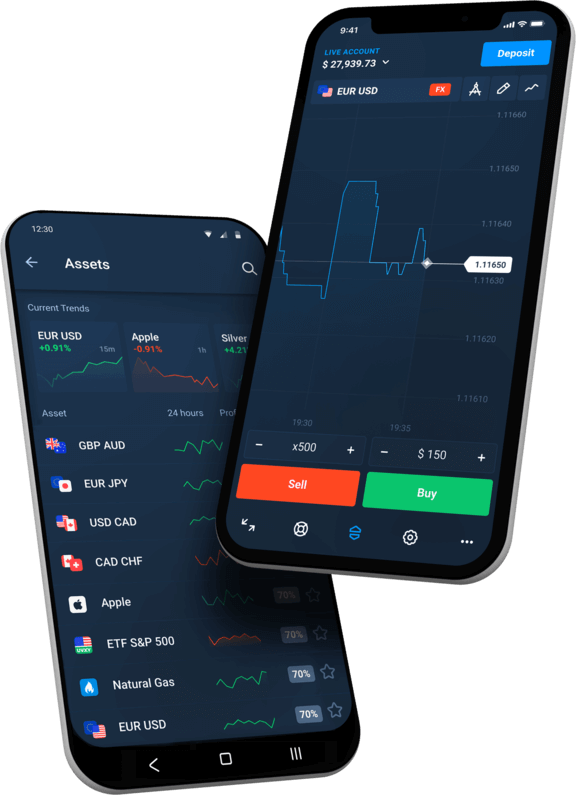 9:41
LIVE ACCOUNT
$ 27,939.73
Deposit
EUR USD
FX
1.11660
1.11650
1.11640
1.11650
1.11630
1.11620
1.11610
19:30
19:35
− x500 +
− $ 150 +
Sell
Buy
12:30
Assets
Current Trends
EUR USD
+0.91% 15m
Apple
-0.91% 1h
Silver
Asset 24 hours
GBP AUD
EUR JPY
USD CAD
CAD CHF
Apple 70%
ETF S&P 500 70%
UVXY
Natural Gas 70%
EUR USD 70%